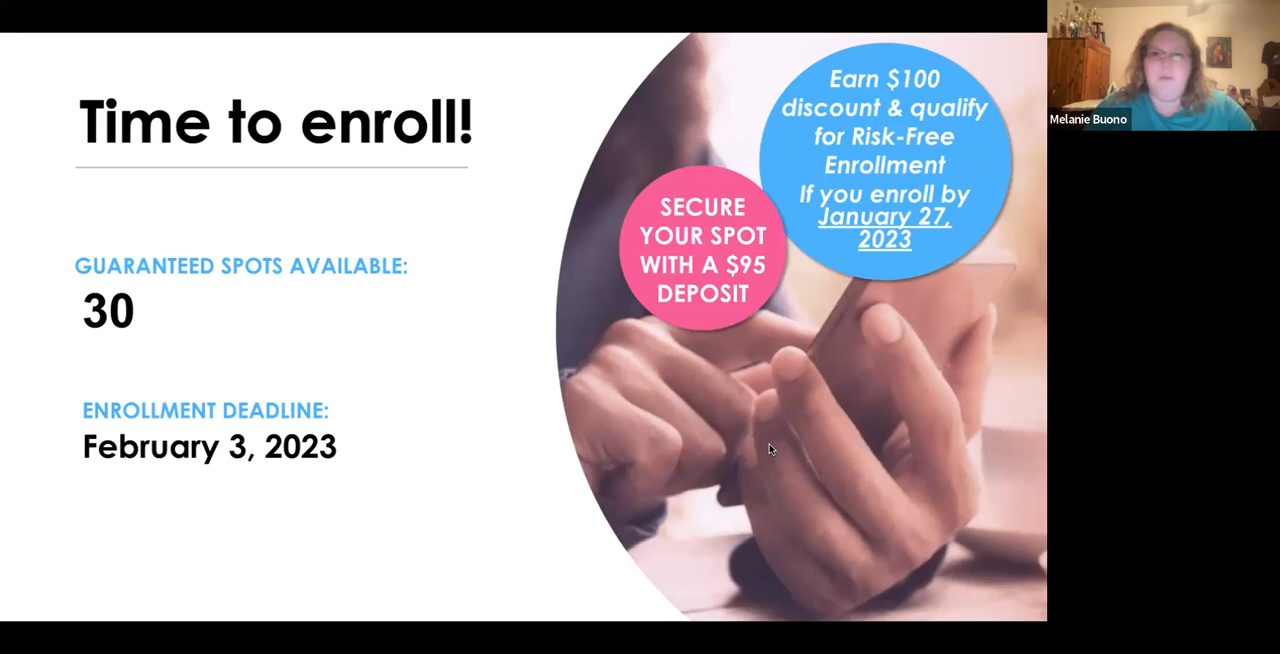 Time to enroll!
GUARANTEED SPOTS AVAILABLE:
30
ENROLLMENT DEADLINE:
February 3, 2023
SECURE
YOUR SPOT
WITH A $95
DEPOSIT
Earn $100
discount & qualify
for Risk-Free
Enrollment
If you enroll by
January 27,
2023
Melanie Buono